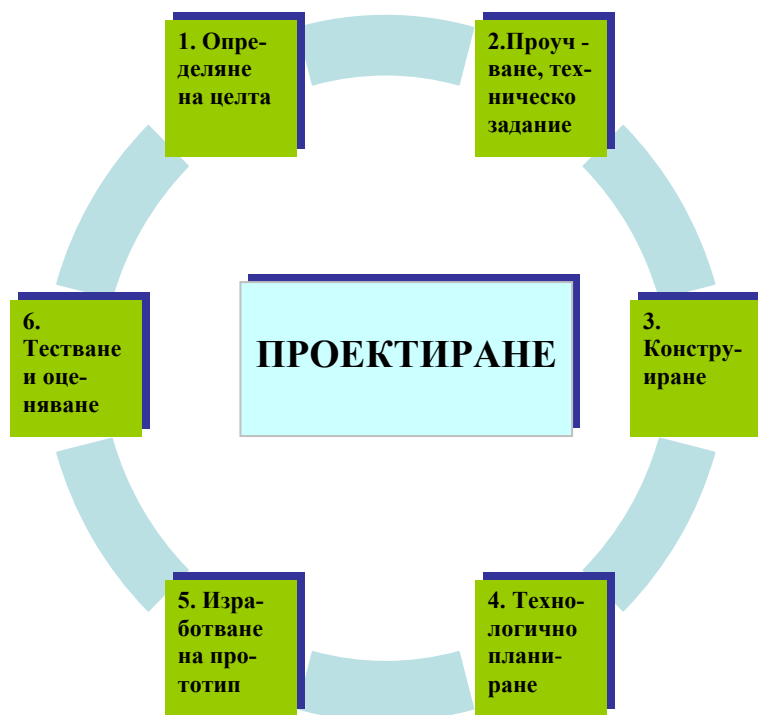 1. Опре-
деляне
на целта
2.Проуч -
ване, тех-
ническо
задание
3.
Констру-
иране
4. Техно-
логично
плани-
ране
5. Изра-
ботване
на про-
тотип
6.
Тестване
и оце-
няване
ПРОЕКТИРАНЕ